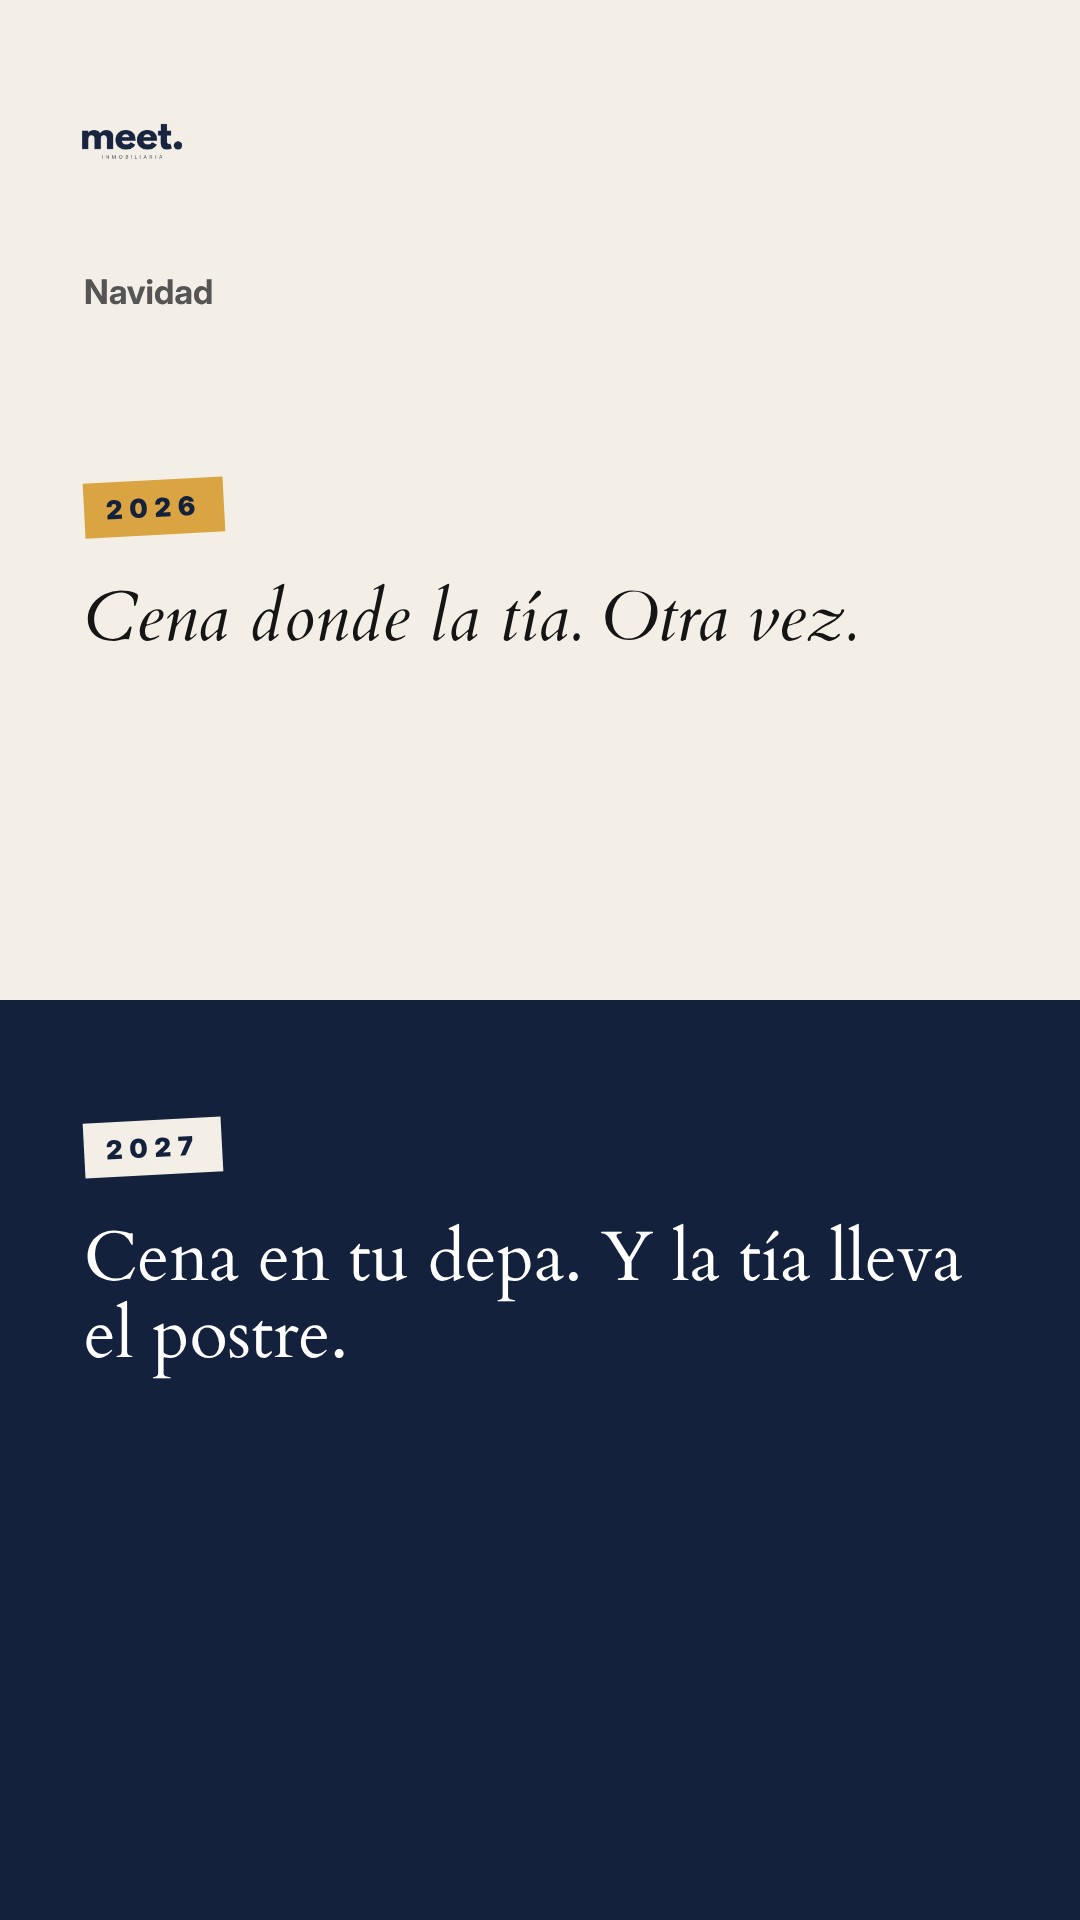 meet.
INMOBILIARIA
Navidad
2026
Cena donde la tía. Otra vez.
2027
Cena en tu depa. Y la tía lleva
el postre.